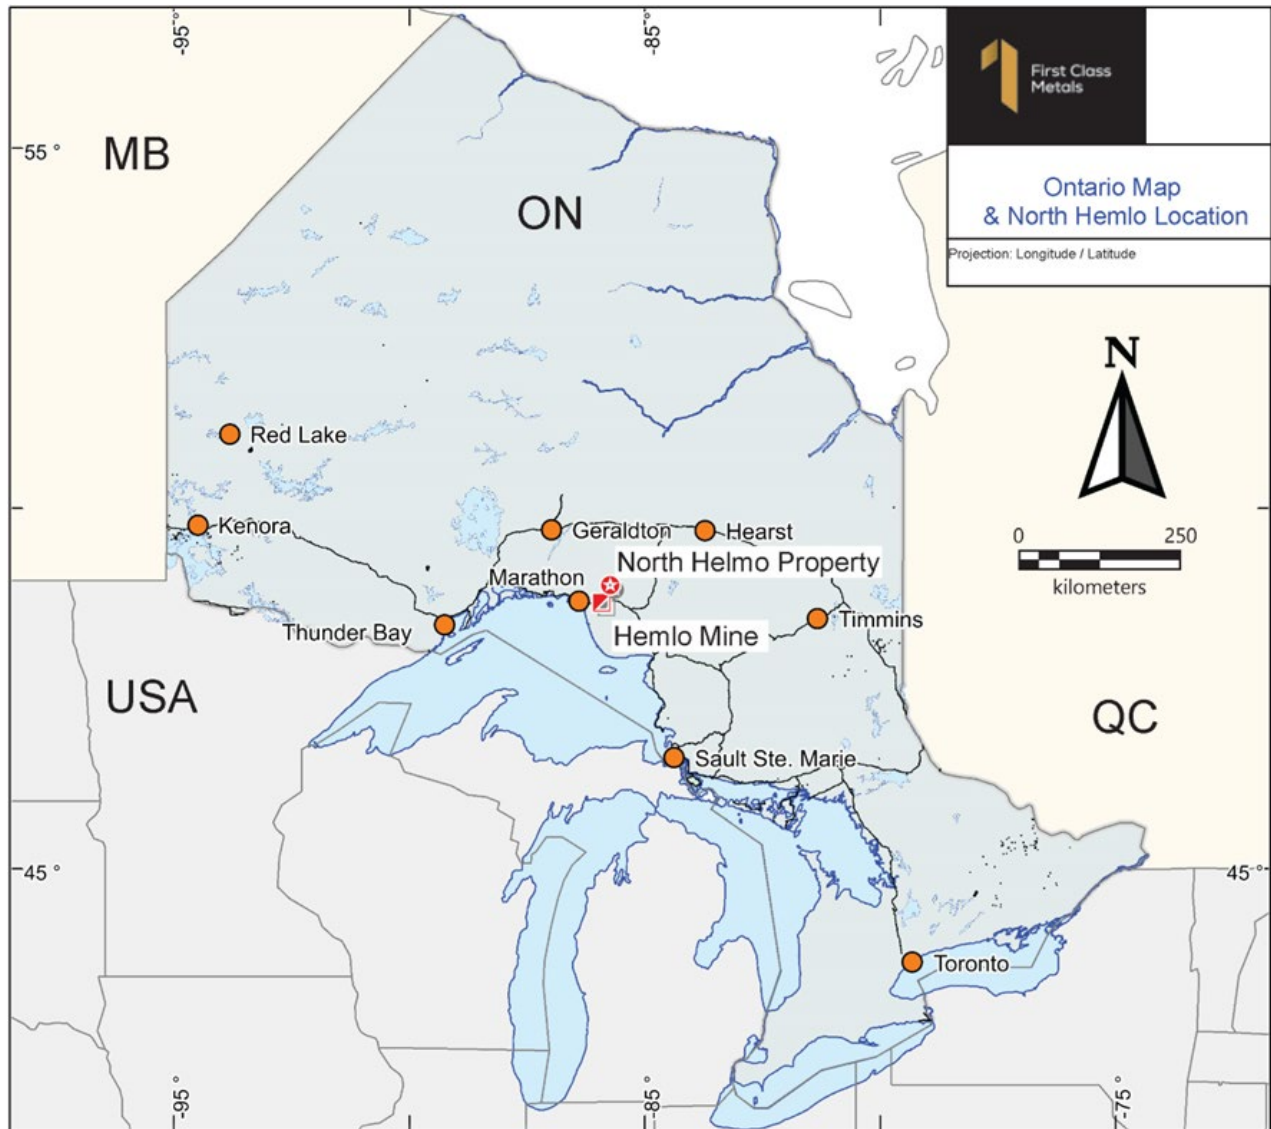 -95 °
-85 °
First Class
Metals
55 °
MB
ON
Ontario Map
& North Hemlo Location
Projection: Longitude / Latitude
N
Red Lake
Kenora
Geraldton
Hearst
0
250
kilometers
North Helmo Property
Marathon
Thunder Bay
Hemlo Mine
Timmins
USA
QC
Sault Ste. Marie
45 °
45 °
Toronto
-95 °
-85 °
-75 °